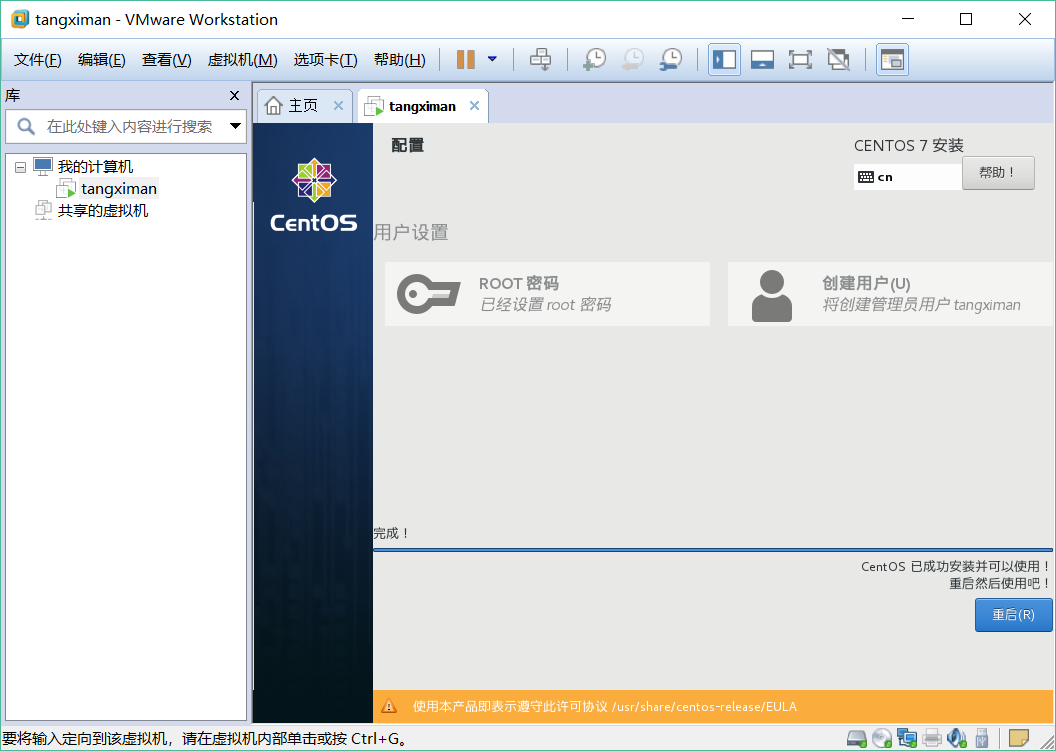 tangximan - VMware Workstation
文件(F) 编辑(E) 查看(V) 虚拟机(M) 选项卡(T) 帮助(H)
库
在此处键入内容进行搜索
我的计算机
tangximan
共享的虚拟机
主页
tangximan
CentOS
配置
CENTOS 7 安装
cn
帮助！
用户设置
ROOT 密码
已经设置 root 密码
创建用户(U)
将创建管理员用户 tangximan
完成！
CentOS 已成功安装并可以使用！
重启然后使用吧！
重启(R)
使用本产品即表示遵守此许可协议 /usr/share/centos-release/EULA
要将输入定向到该虚拟机，请在虚拟机内部单击或按 Ctrl+G。